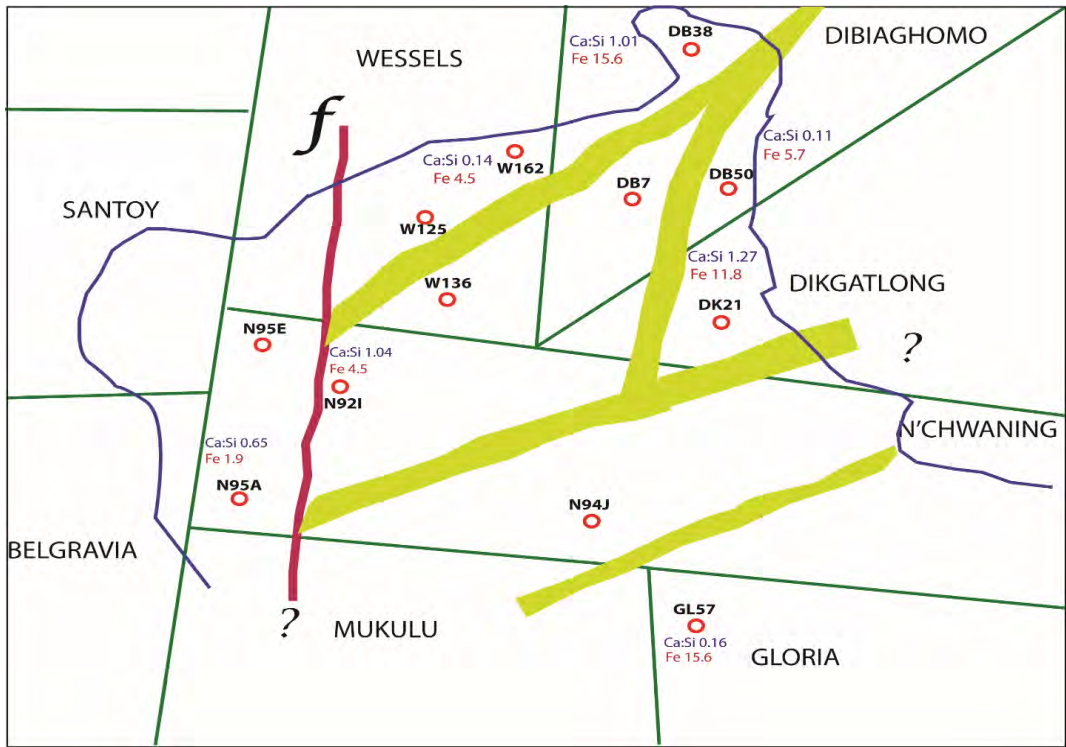 DB38
DIBIAGHOMO
Ca:Si 1.01
Fe 15.6
WESSELS
f
Ca:Si 0.11
Fe 5.7
Ca:Si 0.14
Fe 4.5
W162
DB7
DB50
SANTOY
W125
Ca:Si 1.27
Fe 11.8
W136
DIKGATLONG
DK21
N95E
?
Ca:Si 1.04
Fe 4.5
N92I
N'CHWANING
Ca:Si 0.65
Fe 1.9
N95A
N94J
BELGRAVIA
?
MUKULU
GL57
Ca:Si 0.16
Fe 15.6
GLORIA